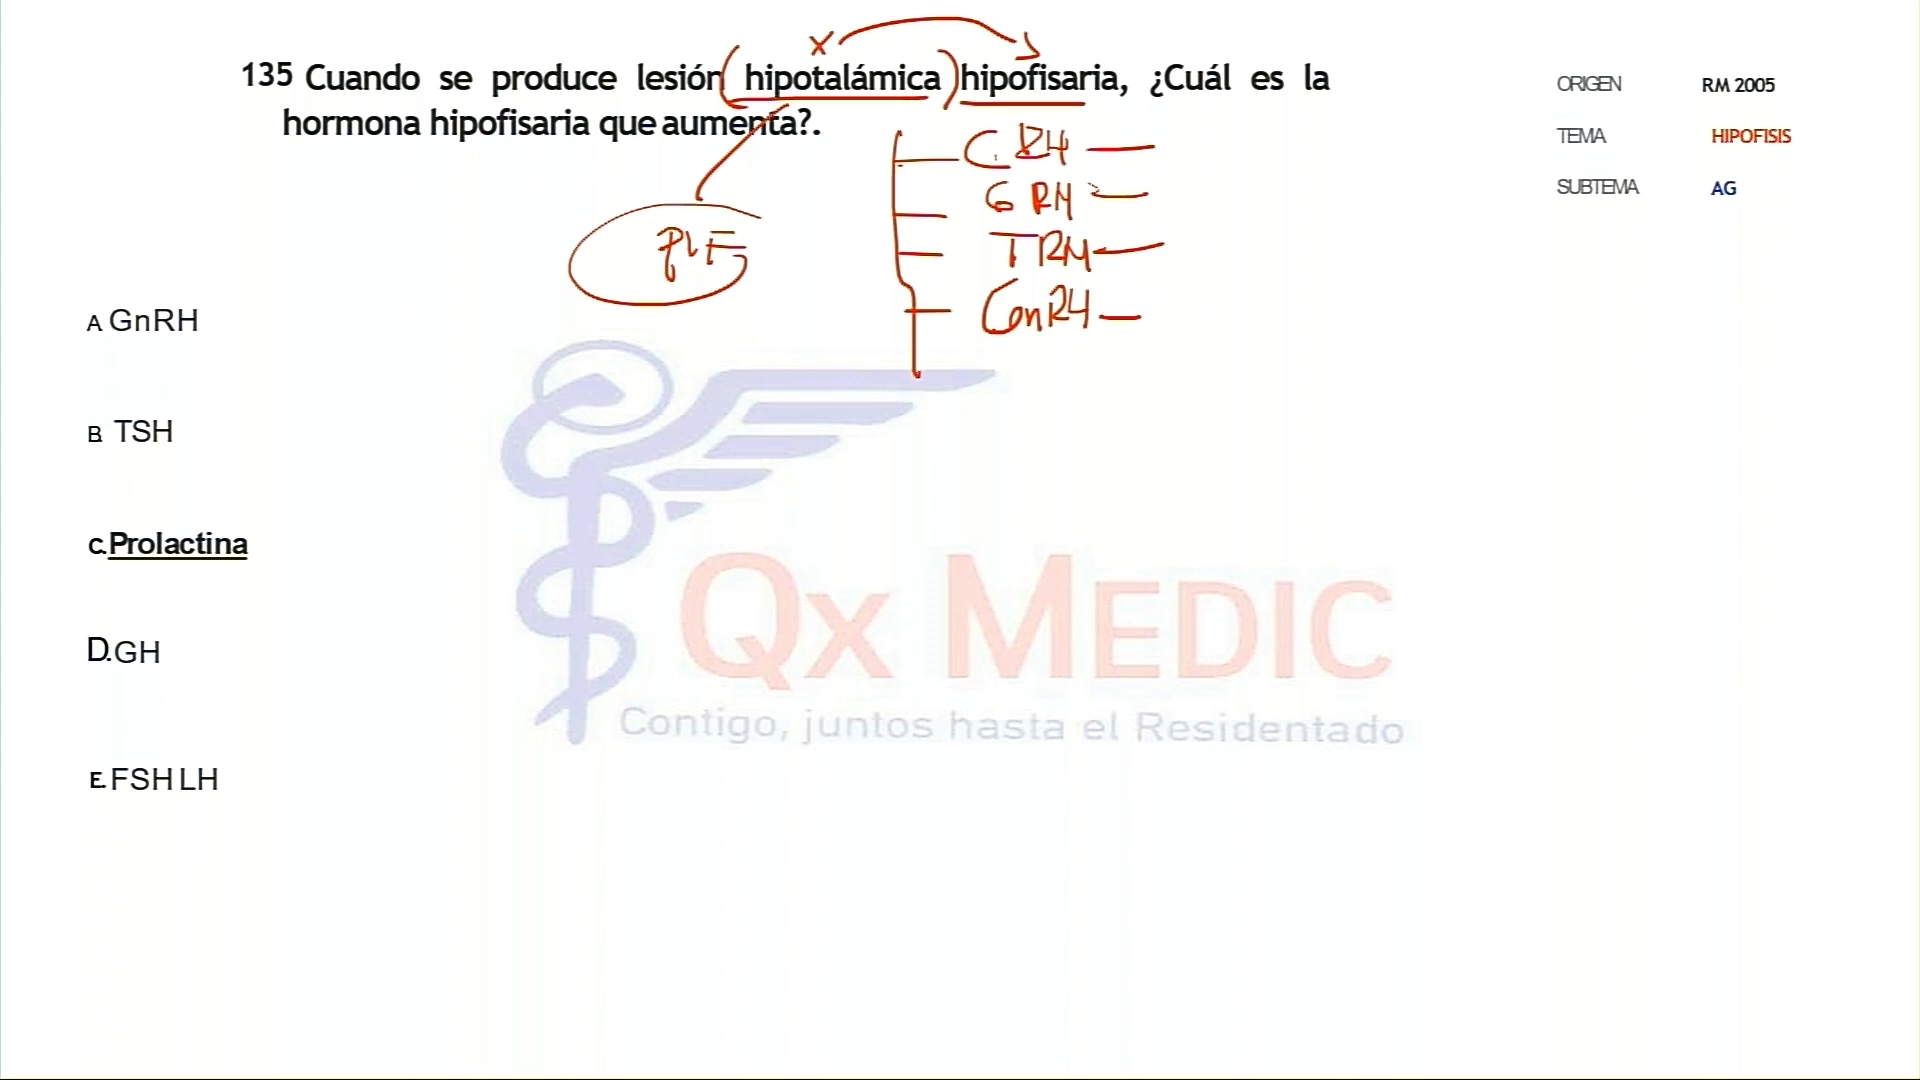 135 Cuando se produce lesión hipotalámica hipofisaria, ¿Cuál es la
hormona hipofisaria que aumenta?.
ORIGEN RM 2005
TEMA HIPOFISIS
SUBTEMA AG
x
CRH
GRH
TRH
GnRH
PIF
A GnRH
B. TSH
C. Prolactina
D. GH
E. FSH LH
Qx MEDIC
Contigo, juntos hasta el Residentado